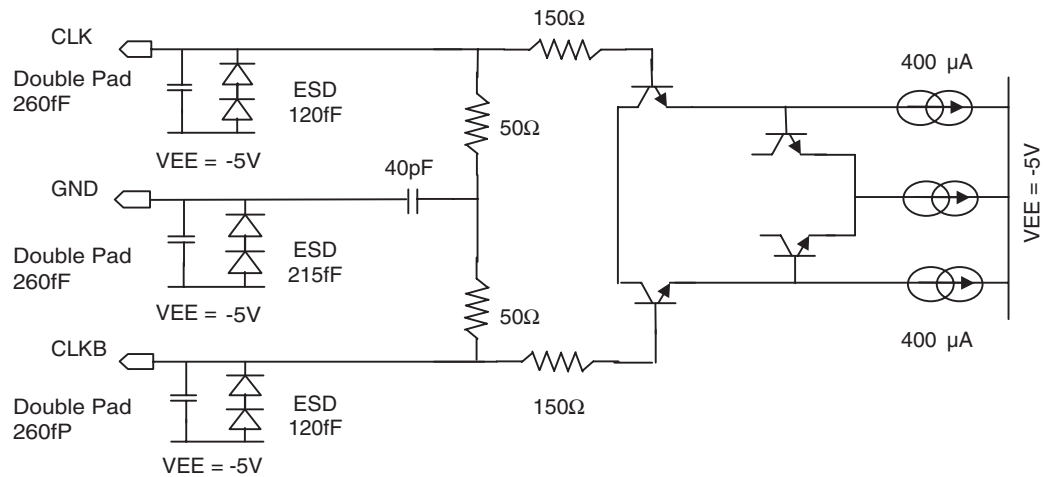 150Ω
CLK
400 µA
Double Pad
260fF
ESD
120fF
50Ω
VEE = -5V
40pF
GND
VEE = -5V
Double Pad
260fF
ESD
215fF
VEE = -5V
50Ω
CLKB
400 µA
Double Pad
260fP
ESD
120fF
150Ω
VEE = -5V